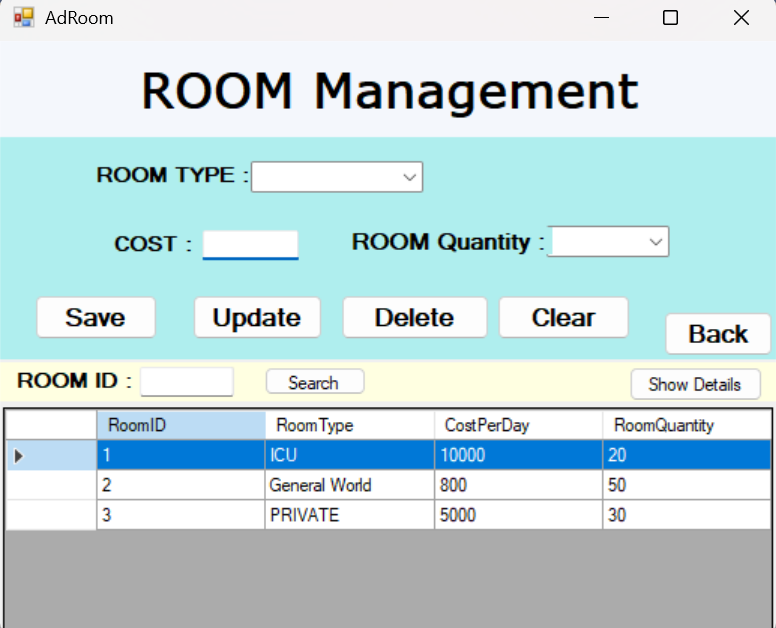 AdRoom
ROOM Management
ROOM TYPE :
COST :
ROOM Quantity :
Save Update Delete Clear Back
ROOM ID : Search Show Details
RoomID RoomType CostPerDay RoomQuantity
1 ICU 10000 20
2 General World 800 50
3 PRIVATE 5000 30